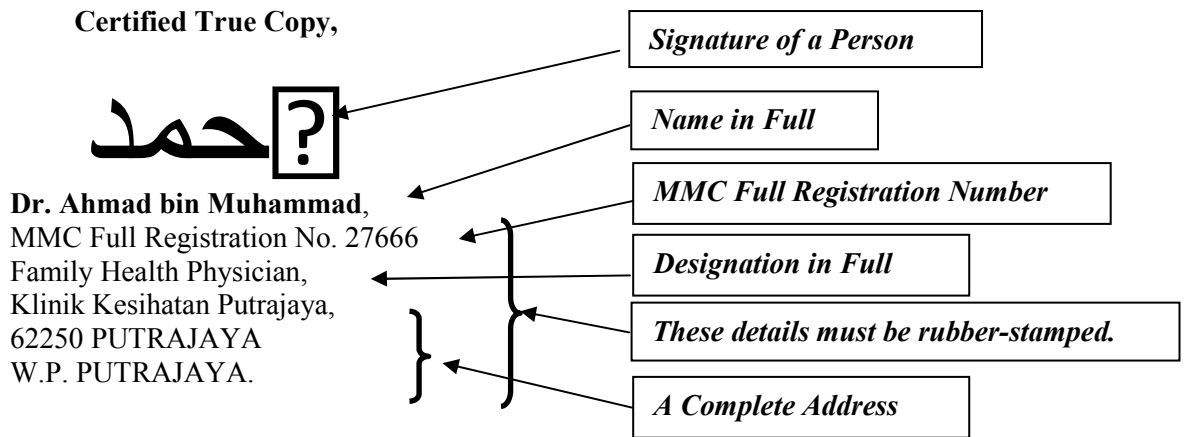 Certified True Copy,
Signature of a Person
حمد
Name in Full
Dr. Ahmad bin Muhammad,
MMC Full Registration Number
MMC Full Registration No. 27666
Family Health Physician,
Designation in Full
Klinik Kesihatan Putrajaya,
62250 PUTRAJAYA
These details must be rubber-stamped.
W.P. PUTRAJAYA.
A Complete Address